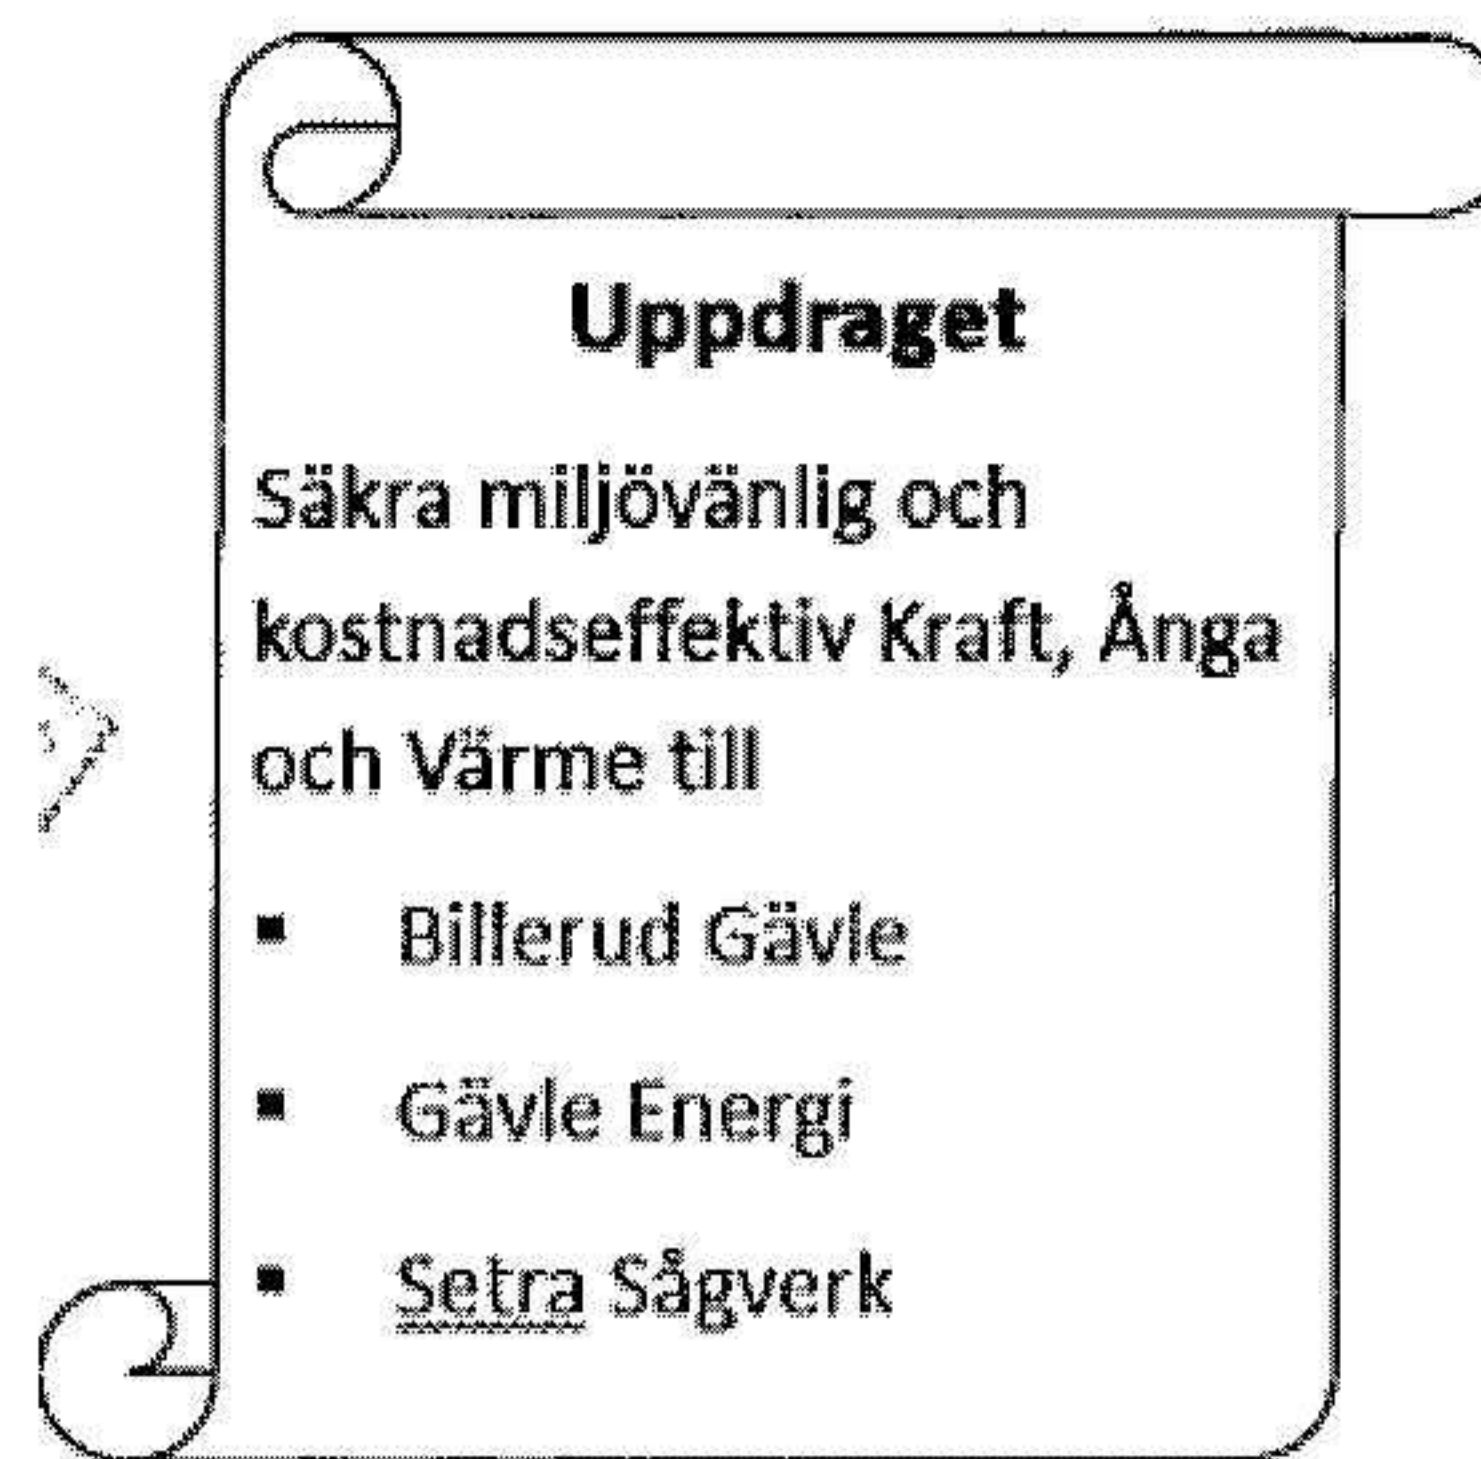 Uppdraget
Säkra miljövänlig och
kostnadseffektiv Kraft, Ånga
och Värme till
▪ Billerud Gävle
▪ Gävle Energi
▪ Setra Sågverk